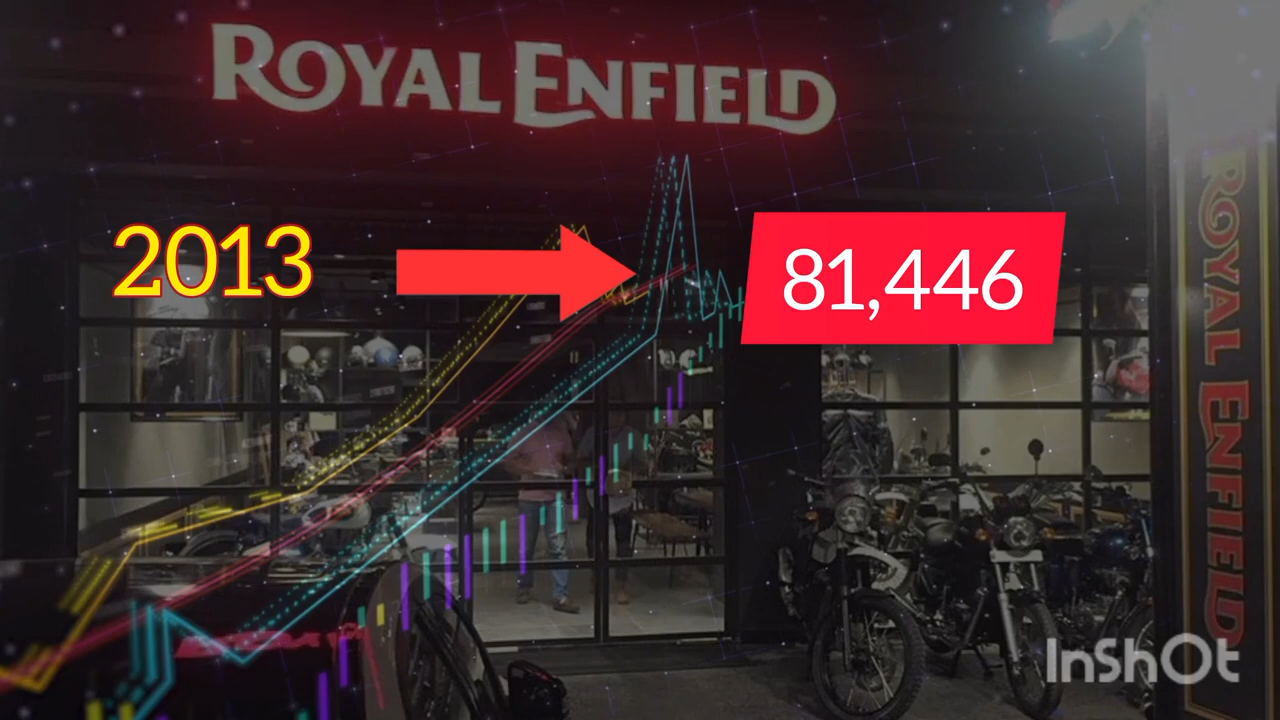 ROYAL ENFIELD
2013
81,446
ROYAL ENFIELD
InShOt